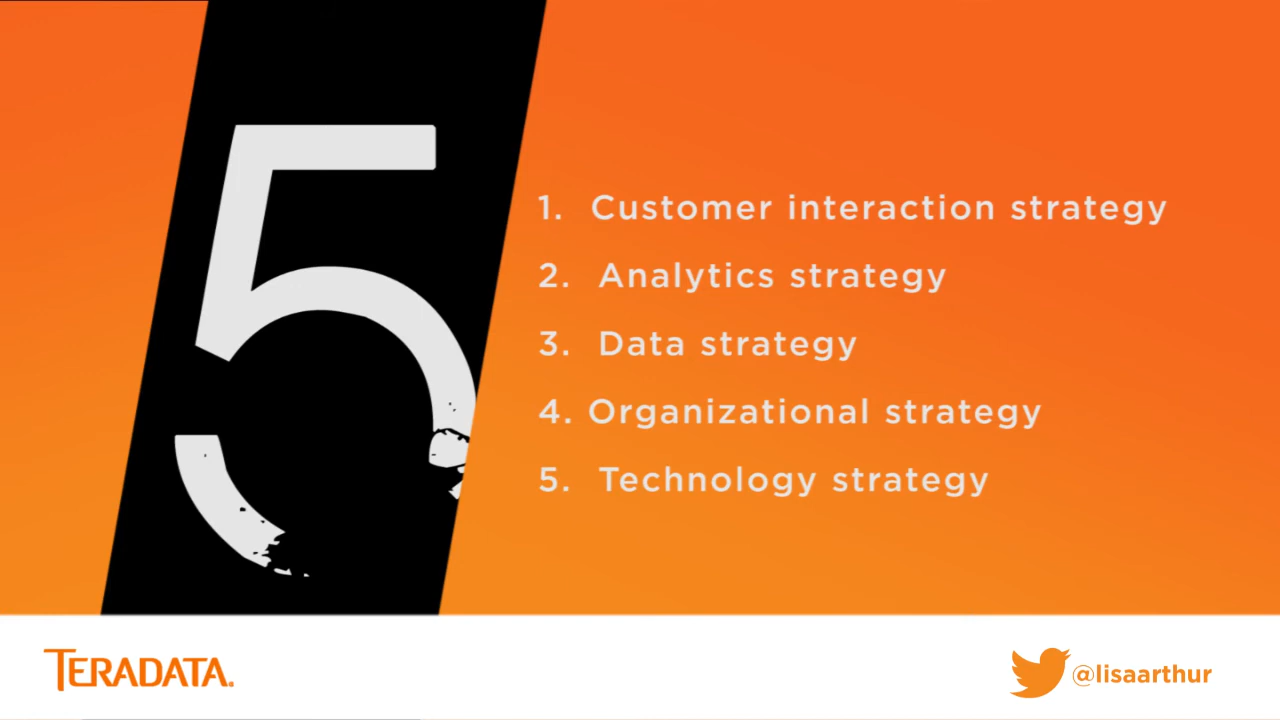 5
1. Customer interaction strategy
2. Analytics strategy
3. Data strategy
4. Organizational strategy
5. Technology strategy
TERADATA.
@lisaarthur